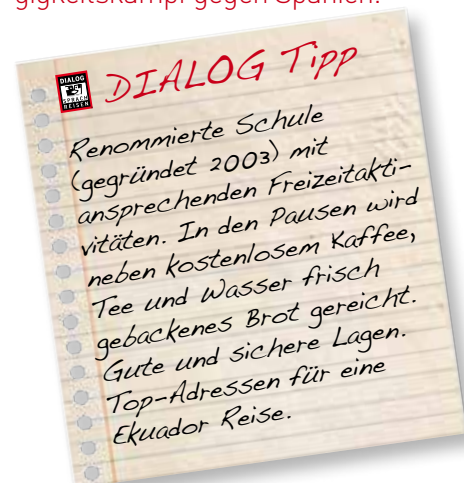 gigkeitskampf gegen Spanien.
DIALOG
SPRACH
REISEN
DIALOG Tipp
Renommierte Schule
(gegründet 2003) mit
ansprechenden Freizeitakti-
vitäten. In den Pausen wird
neben kostenlosem Kaffee,
Tee und Wasser frisch
gebackenes Brot gereicht.
Gute und sichere Lagen.
Top-Adressen für eine
Ekuador Reise.